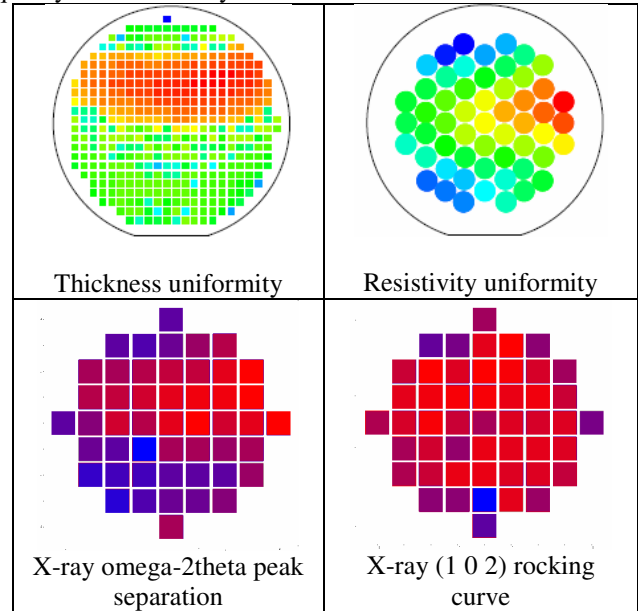 Thickness uniformity
Resistivity uniformity
X-ray omega-2theta peak
separation
X-ray (1 0 2) rocking
curve